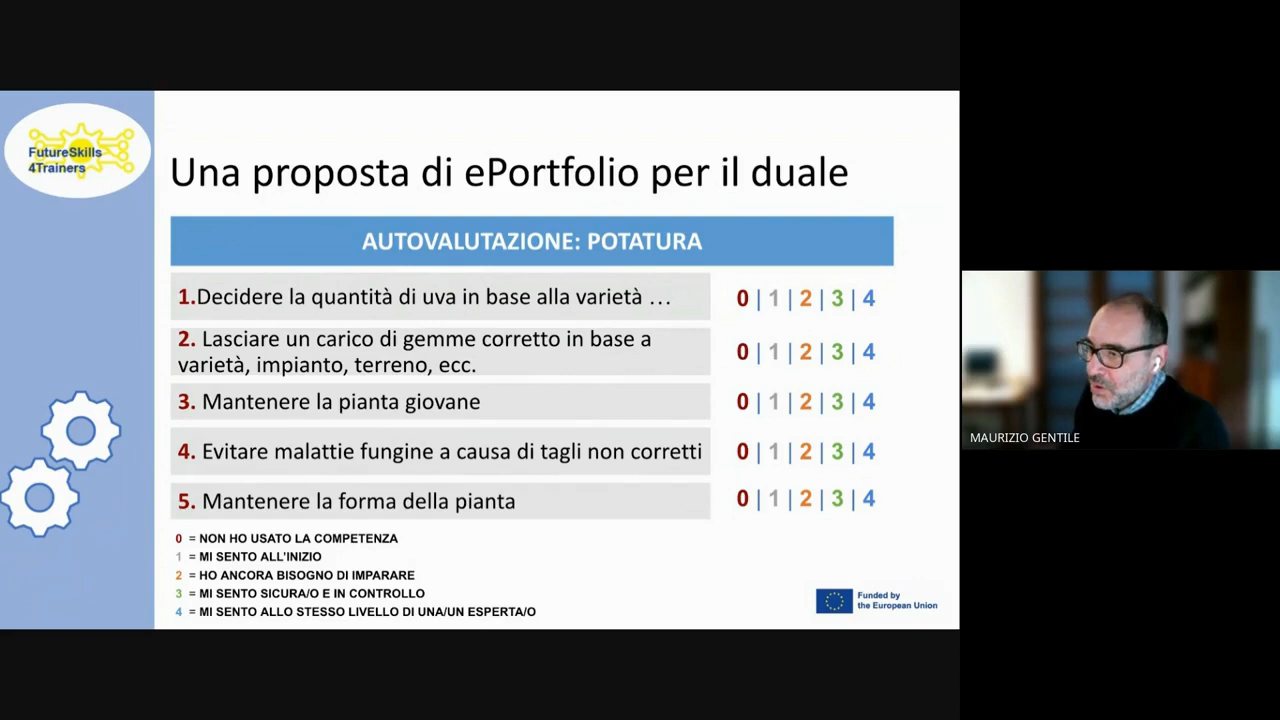 FutureSkills
4Trainers
Una proposta di ePortfolio per il duale
AUTOVALUTAZIONE: POTATURA
1.Decidere la quantità di uva in base alla varietà …
0 | 1 | 2 | 3 | 4
2. Lasciare un carico di gemme corretto in base a
varietà, impianto, terreno, ecc.
0 | 1 | 2 | 3 | 4
3. Mantenere la pianta giovane
0 | 1 | 2 | 3 | 4
4. Evitare malattie fungine a causa di tagli non corretti
0 | 1 | 2 | 3 | 4
5. Mantenere la forma della pianta
0 | 1 | 2 | 3 | 4
0 = NON HO USATO LA COMPETENZA
1 = MI SENTO ALL'INIZIO
2 = HO ANCORA BISOGNO DI IMPARARE
3 = MI SENTO SICURA/O E IN CONTROLLO
4 = MI SENTO ALLO STESSO LIVELLO DI UNA/UN ESPERTA/O
Funded by
the European Union
MAURIZIO GENTILE